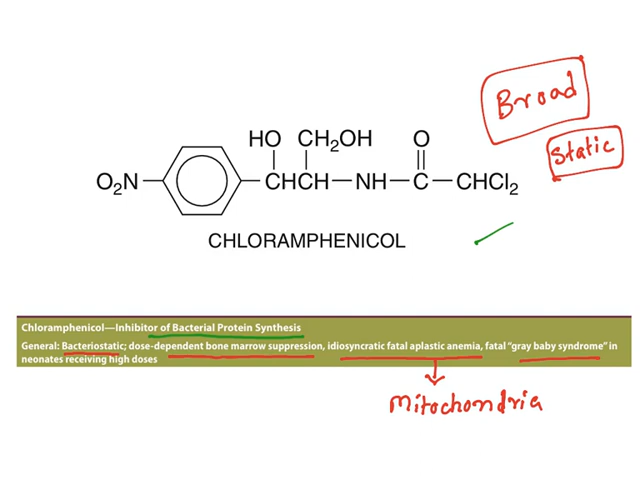 Broad
HO CH₂OH O
Static
O₂N CHCH NH C CHCl₂
CHLORAMPHENICOL
Chloramphenicol—Inhibitor of Bacterial Protein Synthesis
General: Bacteriostatic; dose-dependent bone marrow suppression, idiosyncratic fatal aplastic anemia, fatal "gray baby syndrome" in
neonates receiving high doses
Mitochondria